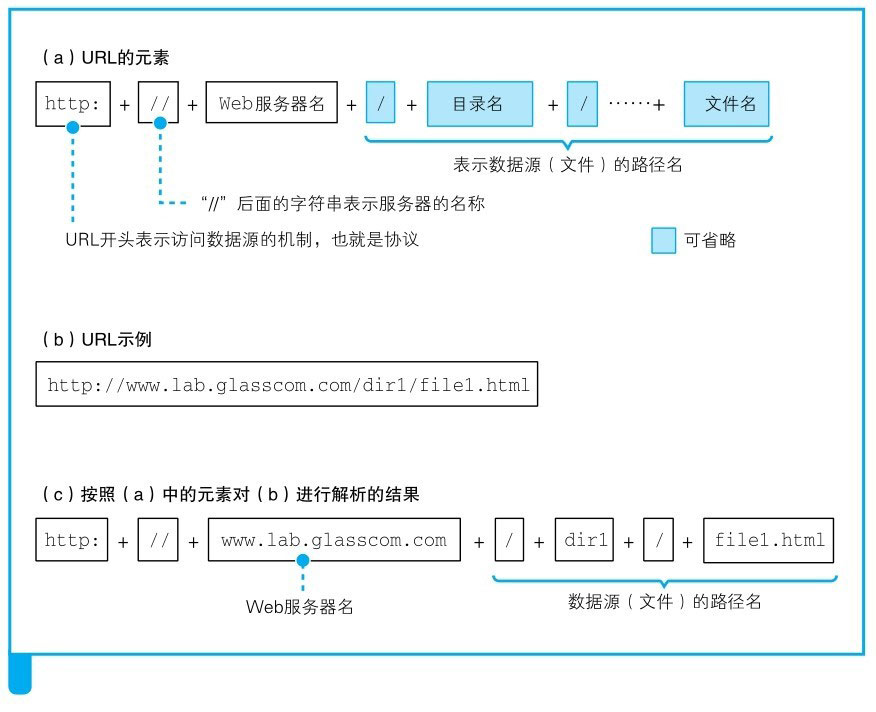 （a）URL的元素
http: + // + Web服务器名 + / + 目录名 + / ……+ 文件名
表示数据源（文件）的路径名
“//”后面的字符串表示服务器的名称
URL开头表示访问数据源的机制，也就是协议
可省略
（b）URL示例
http://www.lab.glasscom.com/dir1/file1.html
（c）按照（a）中的元素对（b）进行解析的结果
http: + // + www.lab.glasscom.com + / + dir1 + / + file1.html
Web服务器名
数据源（文件）的路径名